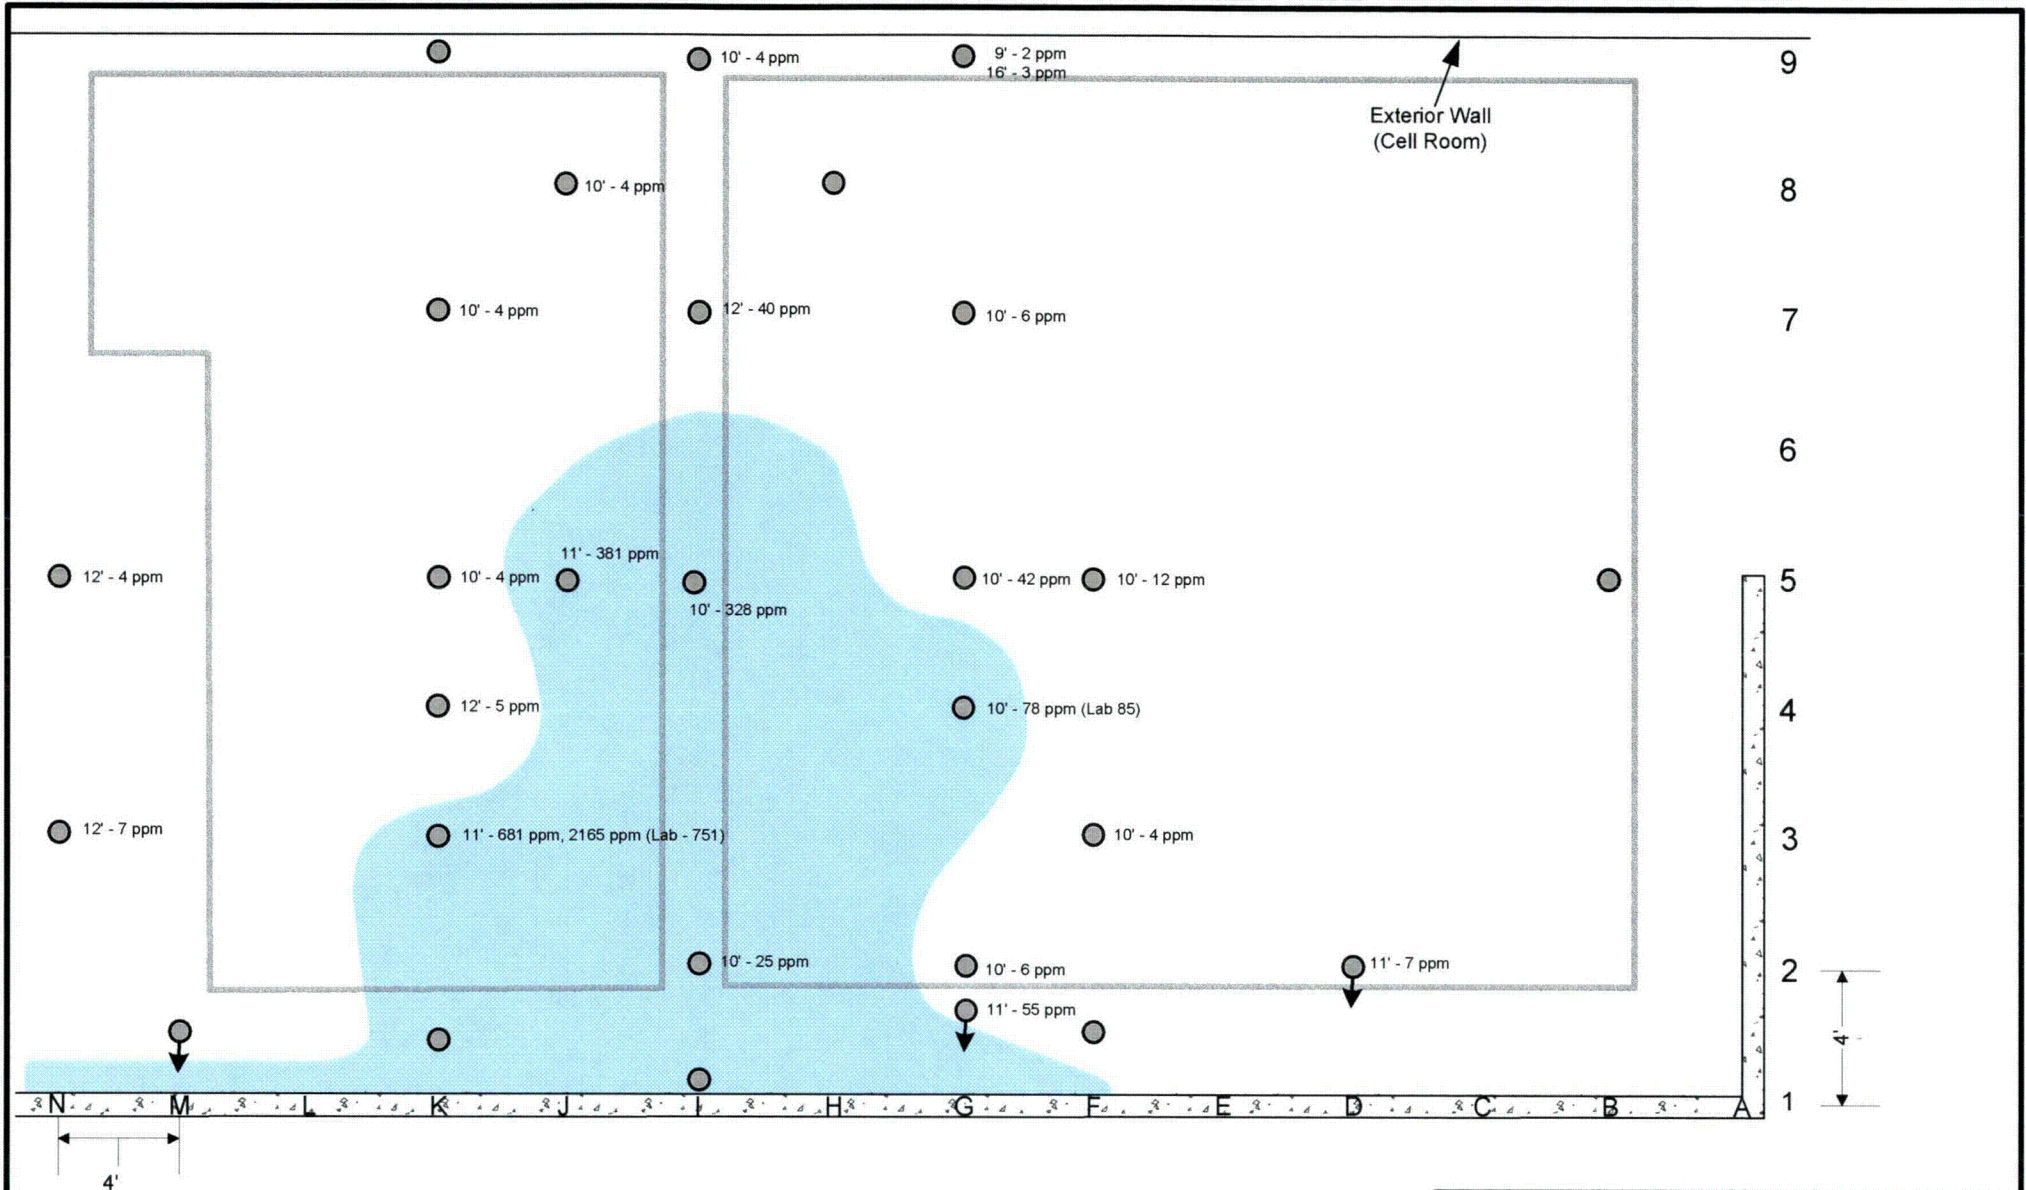 10' - 4 ppm
9' - 2 ppm
16' - 3 ppm
9
Exterior Wall
(Cell Room)
10' - 4 ppm
8
10' - 4 ppm
12' - 40 ppm
10' - 6 ppm
7
6
11' - 381 ppm
12' - 4 ppm
10' - 4 ppm
10' - 42 ppm
10' - 12 ppm
5
10' - 328 ppm
12' - 5 ppm
10' - 78 ppm (Lab 85)
4
12' - 7 ppm
11' - 681 ppm, 2165 ppm (Lab - 751)
10' - 4 ppm
3
10' - 25 ppm
10' - 6 ppm
11' - 7 ppm
2
11' - 55 ppm
4'
N M L K J I H G F E D C B A 1
4'